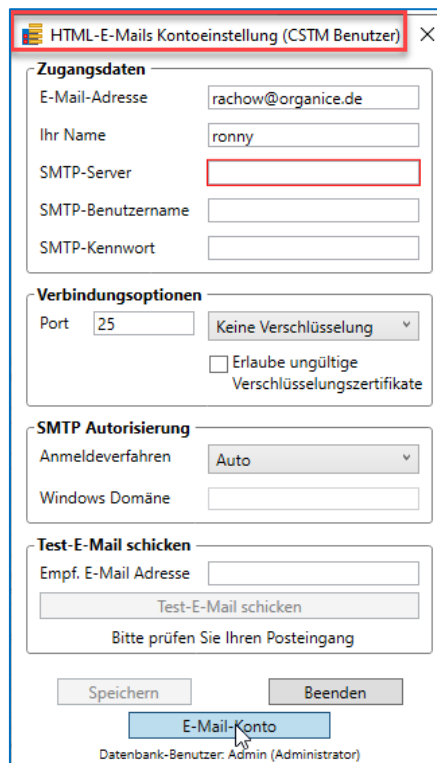 HTML-E-Mails Kontoeinstellung (CSTM Benutzer)
Zugangsdaten
E-Mail-Adresse rachow@organice.de
Ihr Name ronny
SMTP-Server
SMTP-Benutzername
SMTP-Kennwort
Verbindungsoptionen
Port 25 Keine Verschlüsselung
Erlaube ungültige
Verschlüsselungszertifikate
SMTP Autorisierung
Anmeldeverfahren Auto
Windows Domäne
Test-E-Mail schicken
Empf. E-Mail Adresse
Test-E-Mail schicken
Bitte prüfen Sie Ihren Posteingang
Speichern Beenden
E-Mail-Konto
Datenbank-Benutzer: Admin (Administrator)